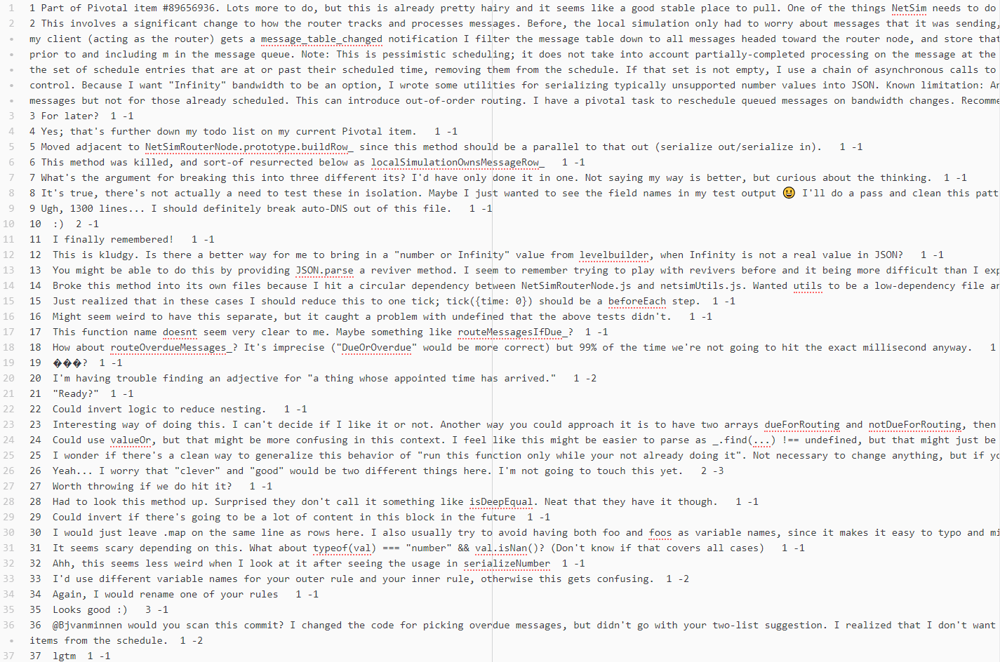 1 1 Part of Pivotal item #89656936. Lots more to do, but this is already pretty hairy and it seems like a good stable place to pull. One of the things NetSim needs to do
2 2 This involves a significant change to how the router tracks and processes messages. Before, the local simulation only had to worry about messages that it was sending,
• my client (acting as the router) gets a message_table_changed notification I filter the message table down to all messages headed toward the router node, and store that
• prior to and including m in the message queue. Note: This is pessimistic scheduling; it does not take into account partially-completed processing on the message at the
• the set of schedule entries that are at or past their scheduled time, removing them from the schedule. If that set is not empty, I use a chain of asynchronous calls to
• control. Because I want "Infinity" bandwidth to be an option, I wrote some utilities for serializing typically unsupported number values into JSON. Known limitation: Ar
• messages but not for those already scheduled. This can introduce out-of-order routing. I have a pivotal task to reschedule queued messages on bandwidth changes. Recomme
3 3 For later? 1 -1
4 4 Yes; that's further down my todo list on my current Pivotal item. 1 -1
5 5 Moved adjacent to NetSimRouterNode.prototype.buildRow_ since this method should be a parallel to that out (serialize out/serialize in). 1 -1
6 6 This method was killed, and sort-of resurrected below as localSimulationOwnsMessageRow_ 1 -1
7 7 What's the argument for breaking this into three different its? I'd have only done it in one. Not saying my way is better, but curious about the thinking. 1 -1
8 8 It's true, there's not actually a need to test these in isolation. Maybe I just wanted to see the field names in my test output 😃 I'll do a pass and clean this patt
9 9 Ugh, 1300 lines... I should definitely break auto-DNS out of this file. 1 -1
10 10 :) 2 -1
11 11 I finally remembered! 1 -1
12 12 This is kludgy. Is there a better way for me to bring in a "number or Infinity" value from levelbuilder, when Infinity is not a real value in JSON? 1 -1
13 13 You might be able to do this by providing JSON.parse a reviver method. I seem to remember trying to play with revivers before and it being more difficult than I exp
14 14 Broke this method into its own files because I hit a circular dependency between NetSimRouterNode.js and netsimUtils.js. Wanted utils to be a low-dependency file ar
15 15 Just realized that in these cases I should reduce this to one tick; tick({time: 0}) should be a beforeEach step. 1 -1
16 16 Might seem weird to have this separate, but it caught a problem with undefined that the above tests didn't. 1 -1
17 17 This function name doesnt seem very clear to me. Maybe something like routeMessagesIfDue_? 1 -1
18 18 How about routeOverdueMessages_? It's imprecise ("DueOrOverdue" would be more correct) but 99% of the time we're not going to hit the exact millisecond anyway. 1
19 19 ���? 1 -1
20 20 I'm having trouble finding an adjective for "a thing whose appointed time has arrived." 1 -2
21 21 "Ready?" 1 -1
22 22 Could invert logic to reduce nesting. 1 -1
23 23 Interesting way of doing this. I can't decide if I like it or not. Another way you could approach it is to have two arrays dueForRouting and notDueForRouting, then
24 24 Could use valueOr, but that might be more confusing in this context. I feel like this might be easier to parse as _.find(...) !== undefined, but that might just be
25 25 I wonder if there's a clean way to generalize this behavior of "run this function only while your not already doing it". Not necessary to change anything, but if yo
26 26 Yeah... I worry that "clever" and "good" would be two different things here. I'm not going to touch this yet. 2 -3
27 27 Worth throwing if we do hit it? 1 -1
28 28 Had to look this method up. Surprised they don't call it something like isDeepEqual. Neat that they have it though. 1 -1
29 29 Could invert if there's going to be a lot of content in this block in the future 1 -1
30 30 I would just leave .map on the same line as rows here. I also usually try to avoid having both foo and foos as variable names, since it makes it easy to typo and mi
31 31 It seems scary depending on this. What about typeof(val) === "number" && val.isNan()? (Don't know if that covers all cases) 1 -1
32 32 Ahh, this seems less weird when I look at it after seeing the usage in serializeNumber 1 -1
33 33 I'd use different variable names for your outer rule and your inner rule, otherwise this gets confusing. 1 -2
34 34 Again, I would rename one of your rules 1 -1
35 35 Looks good :) 3 -1
36 36 @Bjvanminnen would you scan this commit? I changed the code for picking overdue messages, but didn't go with your two-list suggestion. I realized that I don't want
• items from the schedule. 1 -2
37 37 lgtm 1 -1